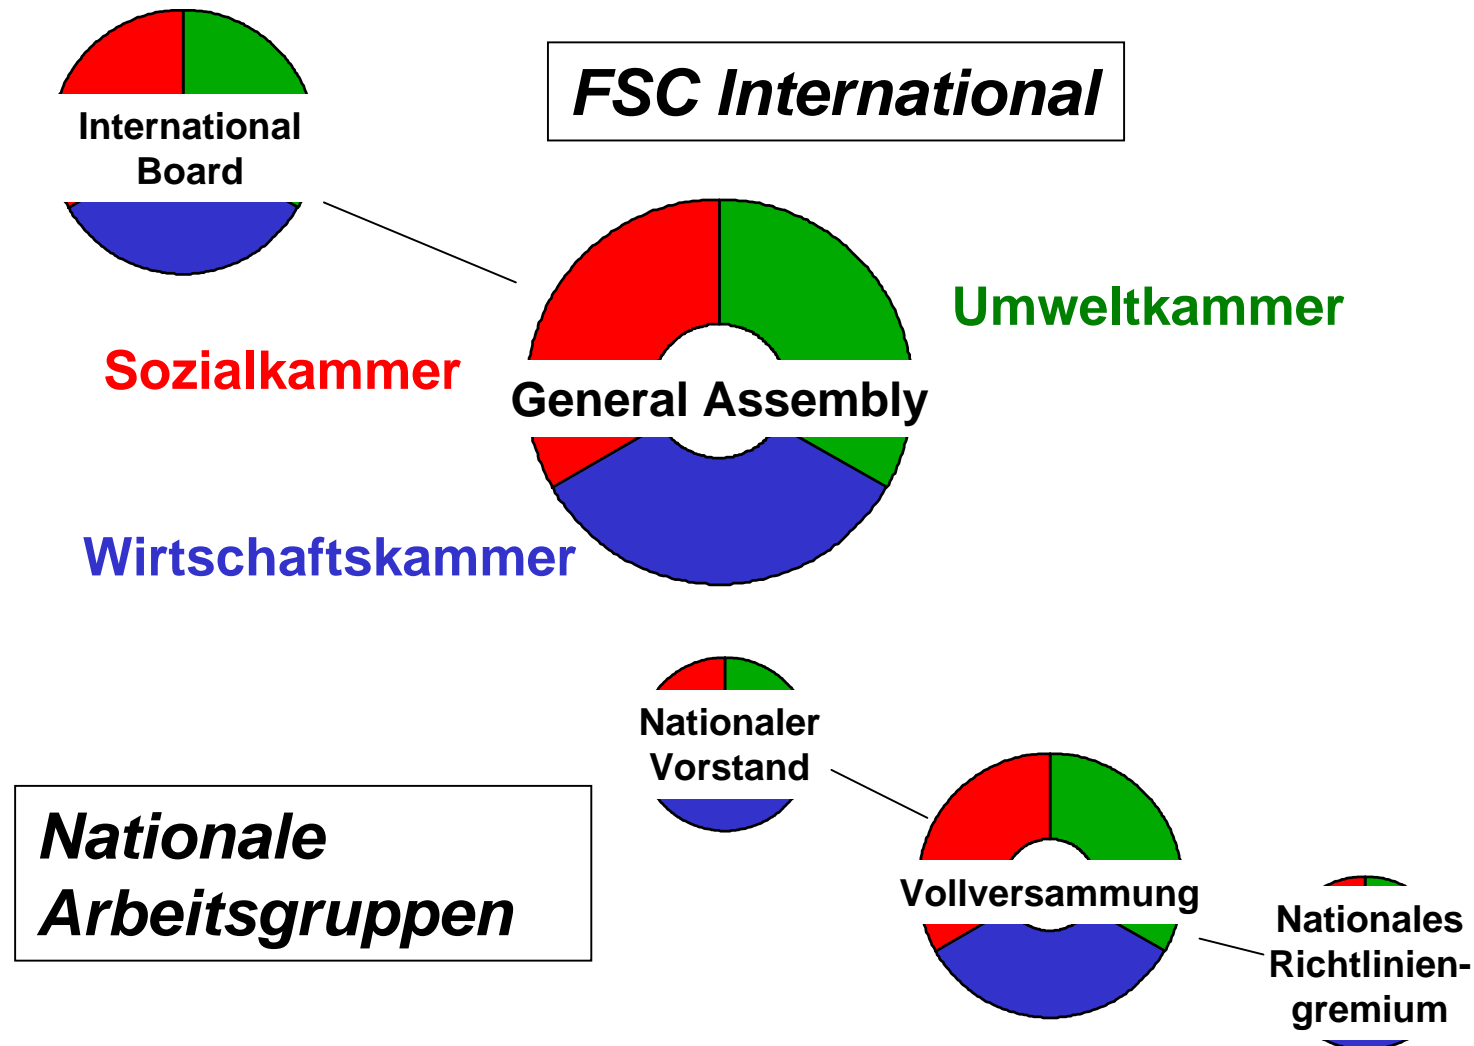 FSC International
International
Board
Umweltkammer
Sozialkammer
General Assembly
Wirtschaftskammer
Nationaler
Vorstand
Nationale
Arbeitsgruppen
Vollversammung
Nationales
Richtlinien-
gremium